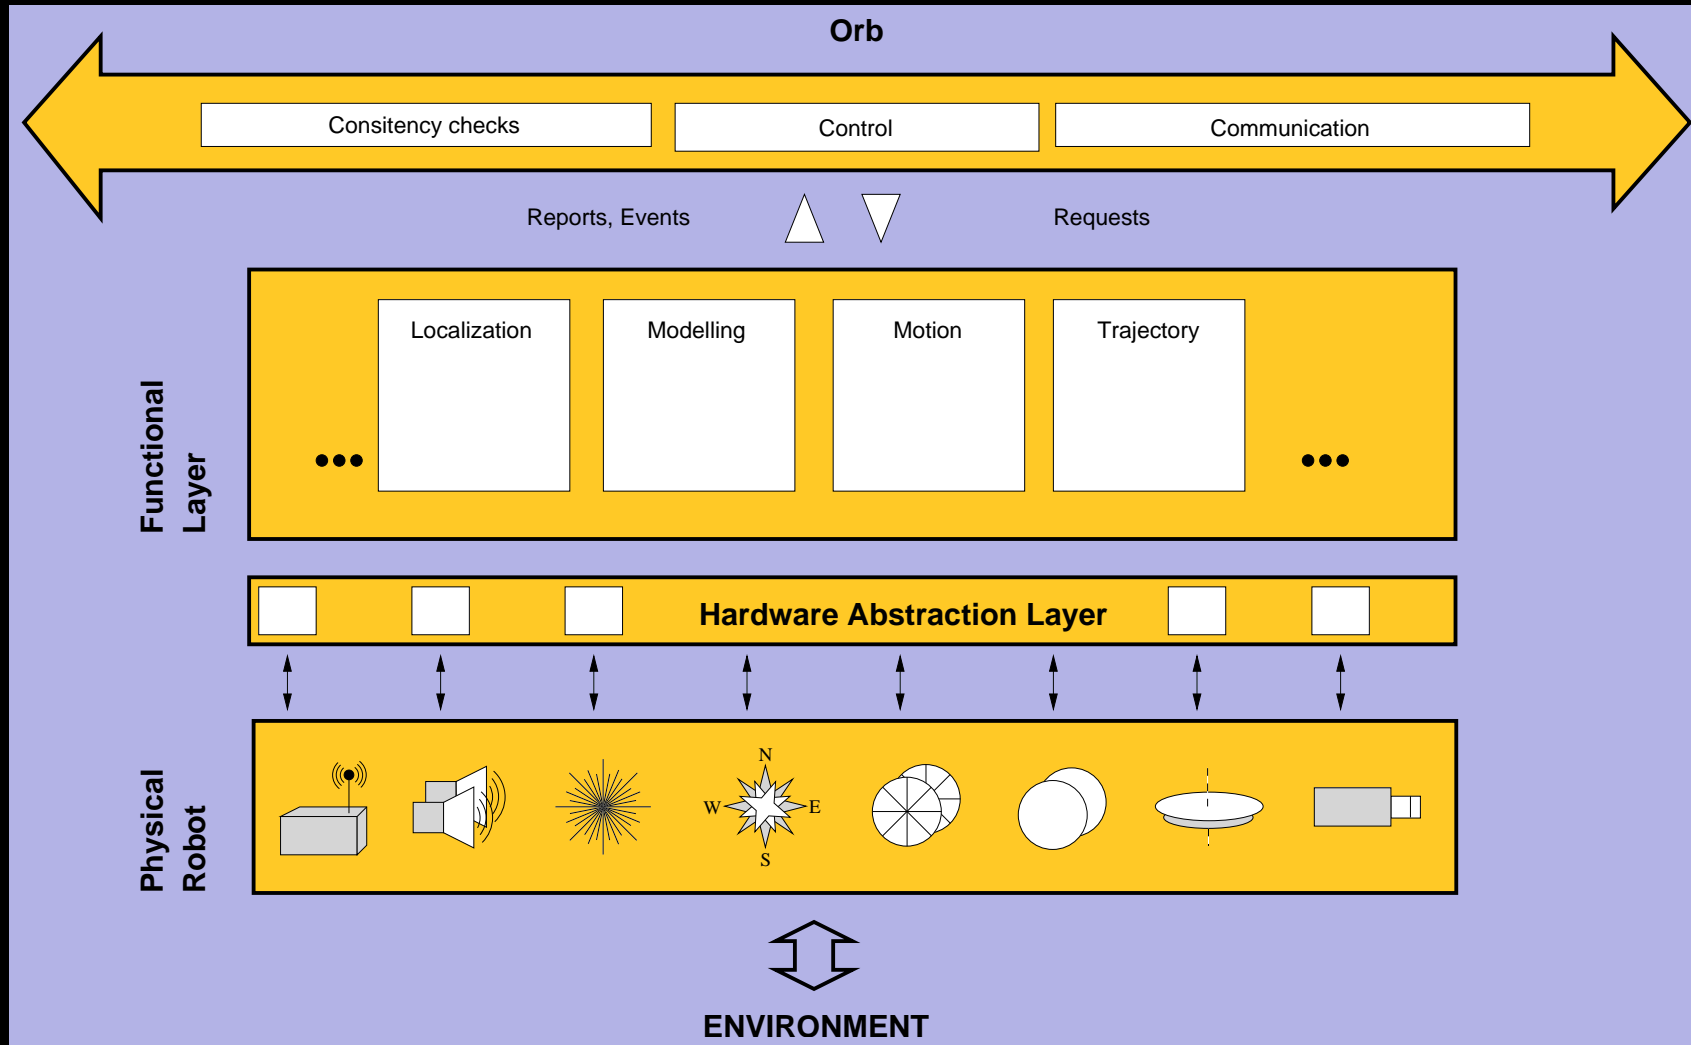 Orb
Consitency checks
Control
Communication
Reports, Events
Requests
Localization
Modelling
Motion
Trajectory
Functional
Layer
Hardware Abstraction Layer
Physical
Robot
N
W
E
S
ENVIRONMENT